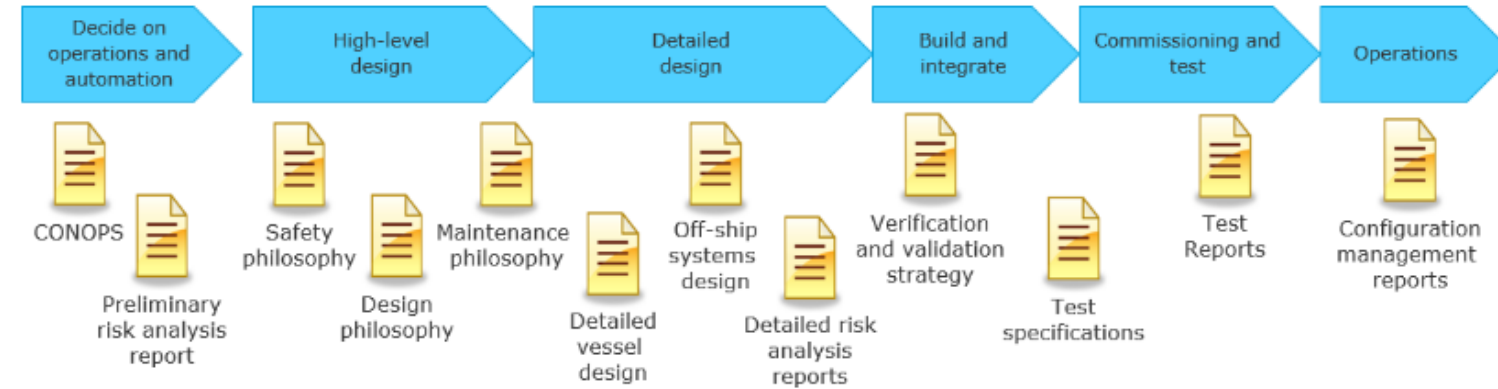 Decide on
operations and
automation
High-level
design
Detailed
design
Build and
integrate
Commissioning and
test
Operations
CONOPS
Preliminary
risk analysis
report
Safety
philosophy
Design
philosophy
Maintenance
philosophy
Detailed
vessel
design
Off-ship
systems
design
Detailed risk
analysis
reports
Verification
and validation
strategy
Test
specifications
Test
Reports
Configuration
management
reports